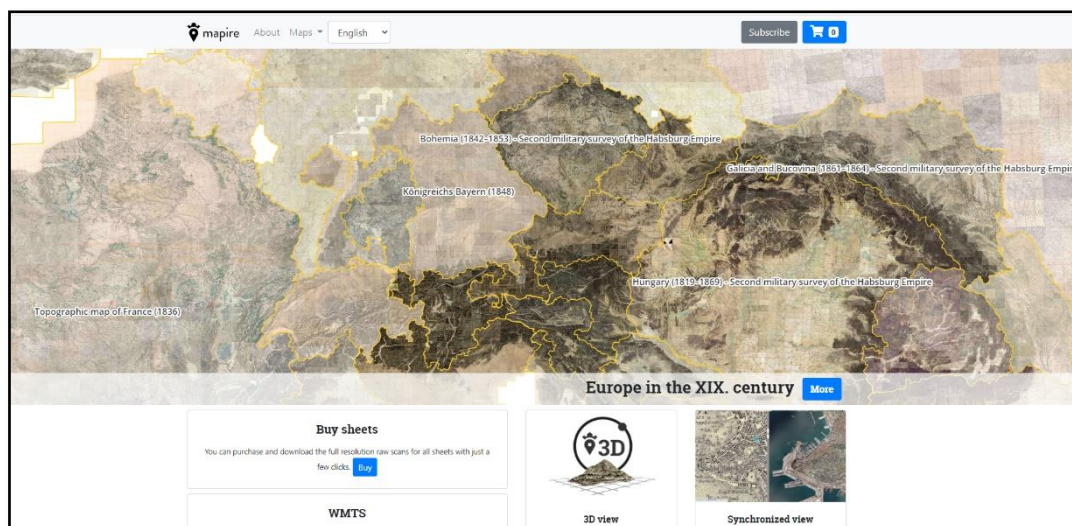 mapire About Maps English Subscribe 0
Bohemia (1842–1853) - Second military survey of the Habsburg Empire
Galicia and Bucovina (1861–1864) - Second military survey of the Habsburg Empir
Königreichs Bayern (1848)
Hungary (1819–1869) - Second military survey of the Habsburg Empire
Topographic map of France (1836)
Europe in the XIX. century More
Buy sheets
You can purchase and download the full resolution raw scans for all sheets with just a
few clicks. Buy
3D
WMTS
3D view
Synchronized view